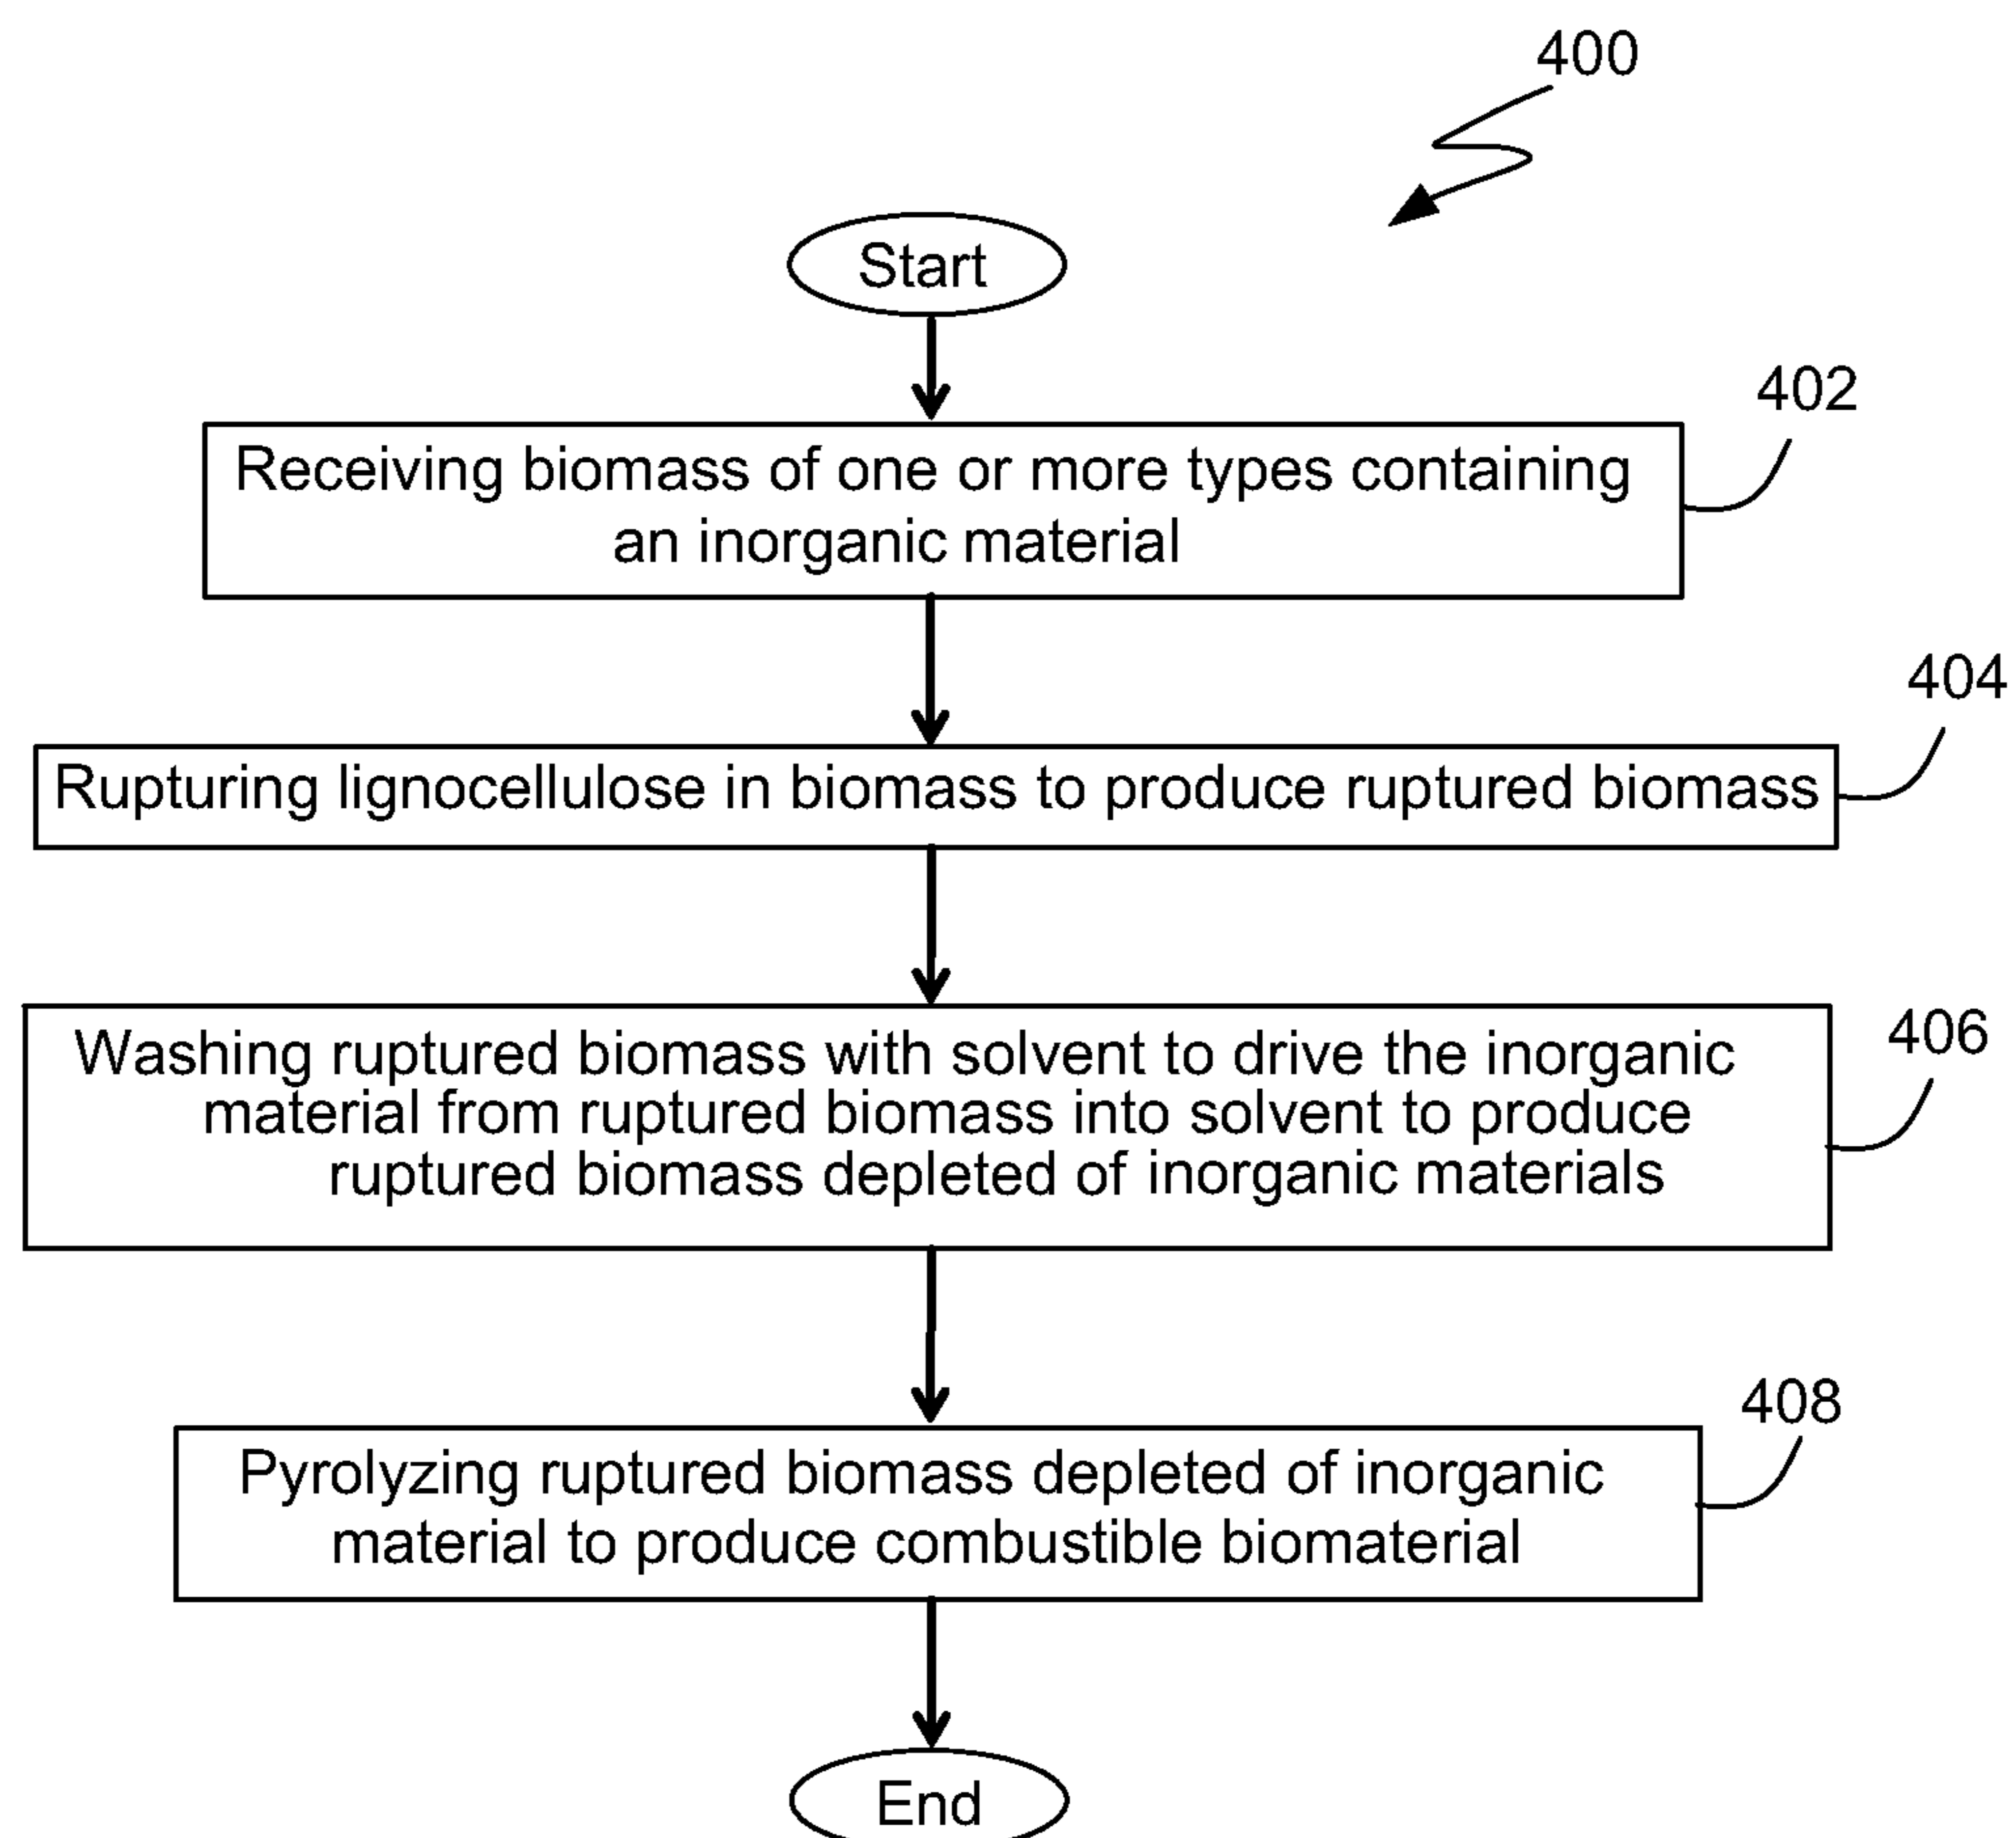 400
Start
402
Receiving biomass of one or more types containing
an inorganic material
404
Rupturing lignocellulose in biomass to produce ruptured biomass
406
Washing ruptured biomass with solvent to drive the inorganic
material from ruptured biomass into solvent to produce
ruptured biomass depleted of inorganic materials
408
Pyrolyzing ruptured biomass depleted of inorganic
material to produce combustible biomaterial
End